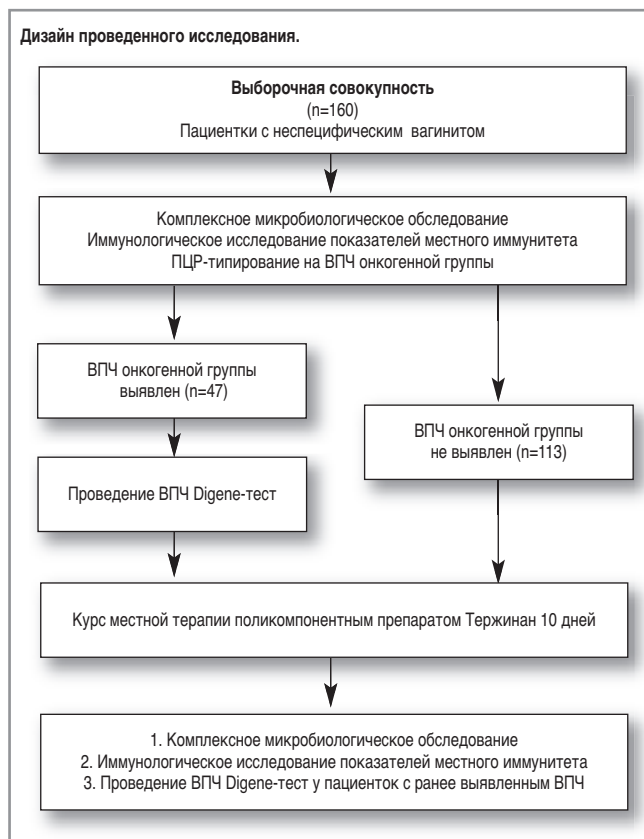 Дизайн проведенного исследования.
Выборочная совокупность
(n=160)
Пациентки с неспецифическим вагинитом
Комплексное микробиологическое обследование
Иммунологическое исследование показателей местного иммунитета
ПЦР-типирование на ВПЧ онкогенной группы
ВПЧ онкогенной группы
выявлен (n=47)
ВПЧ онкогенной группы
не выявлен (n=113)
Проведение ВПЧ Digene-тест
Курс местной терапии поликомпонентным препаратом Тержинан 10 дней
1. Комплексное микробиологическое обследование
2. Иммунологическое исследование показателей местного иммунитета
3. Проведение ВПЧ Digene-тест у пациенток с ранее выявленным ВПЧ